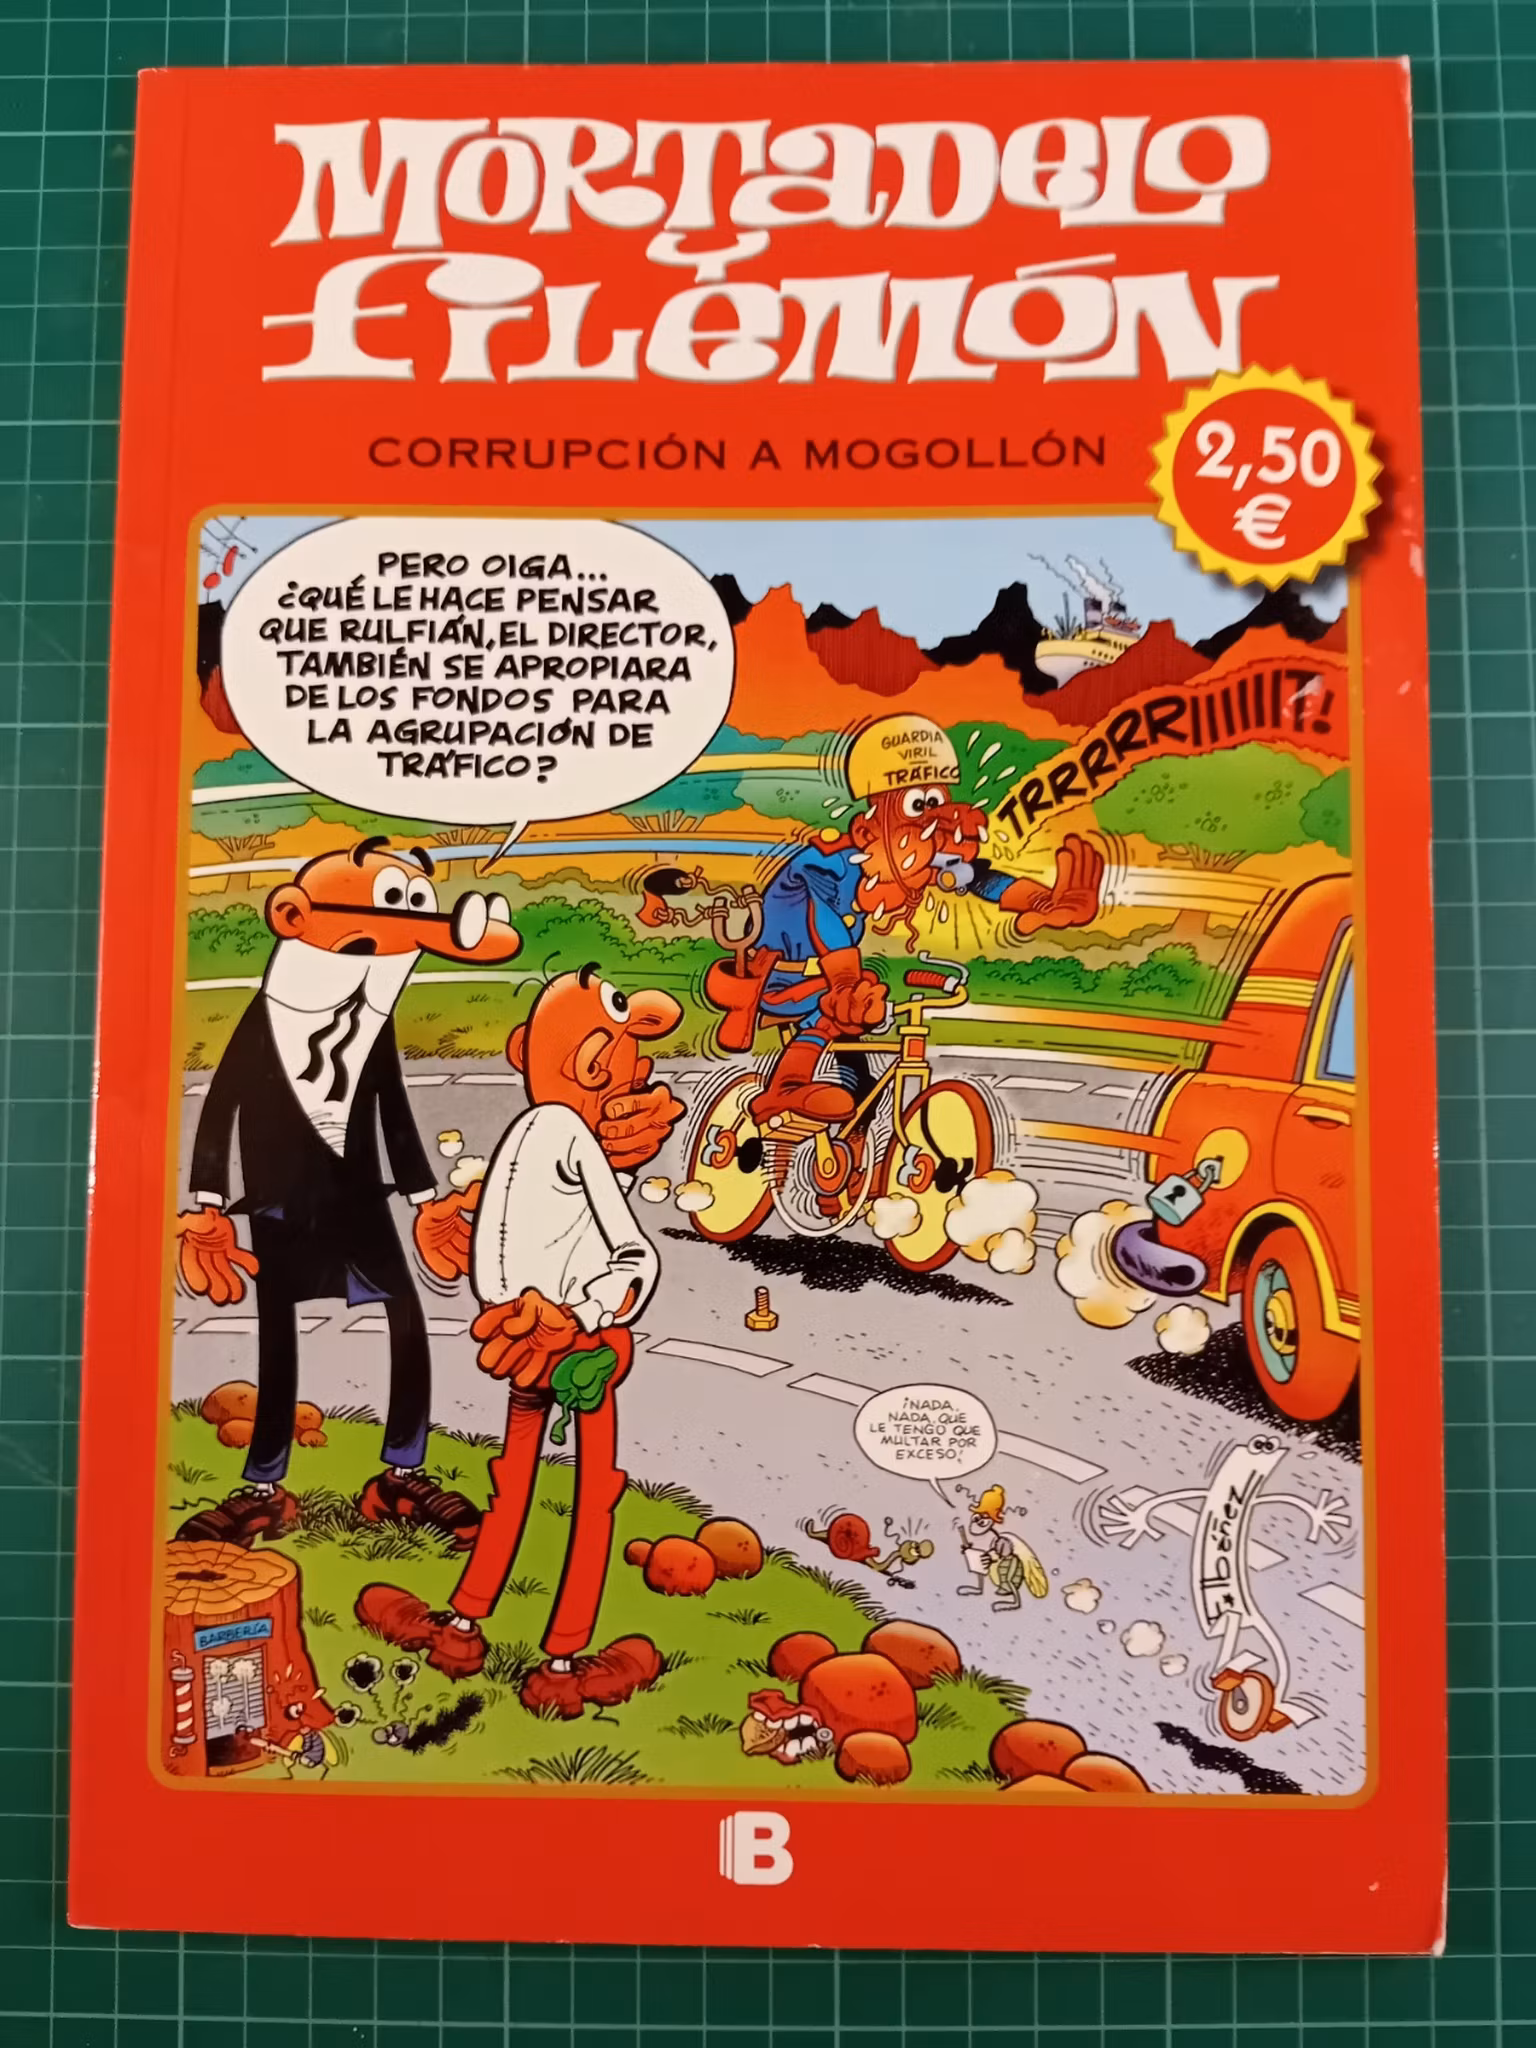 MORTADELO
Y
FILEMÓN
CORRUPCIÓN A MOGOLLÓN
2,50
€
PERO OIGA...
¿QUÉ LE HACE PENSAR
QUE RULFIÁN, EL DIRECTOR,
TAMBIÉN SE APROPIARA
DE LOS FONDOS PARA
LA AGRUPACIÓN DE
TRÁFICO?
GUARDIA
VIRIL
TRÁFICO
TRRRRRIIIIIIT!
¡NADA,
NADA, QUE
LE TENGO QUE
MULTAR POR
EXCESO!
BARBERÍA
B